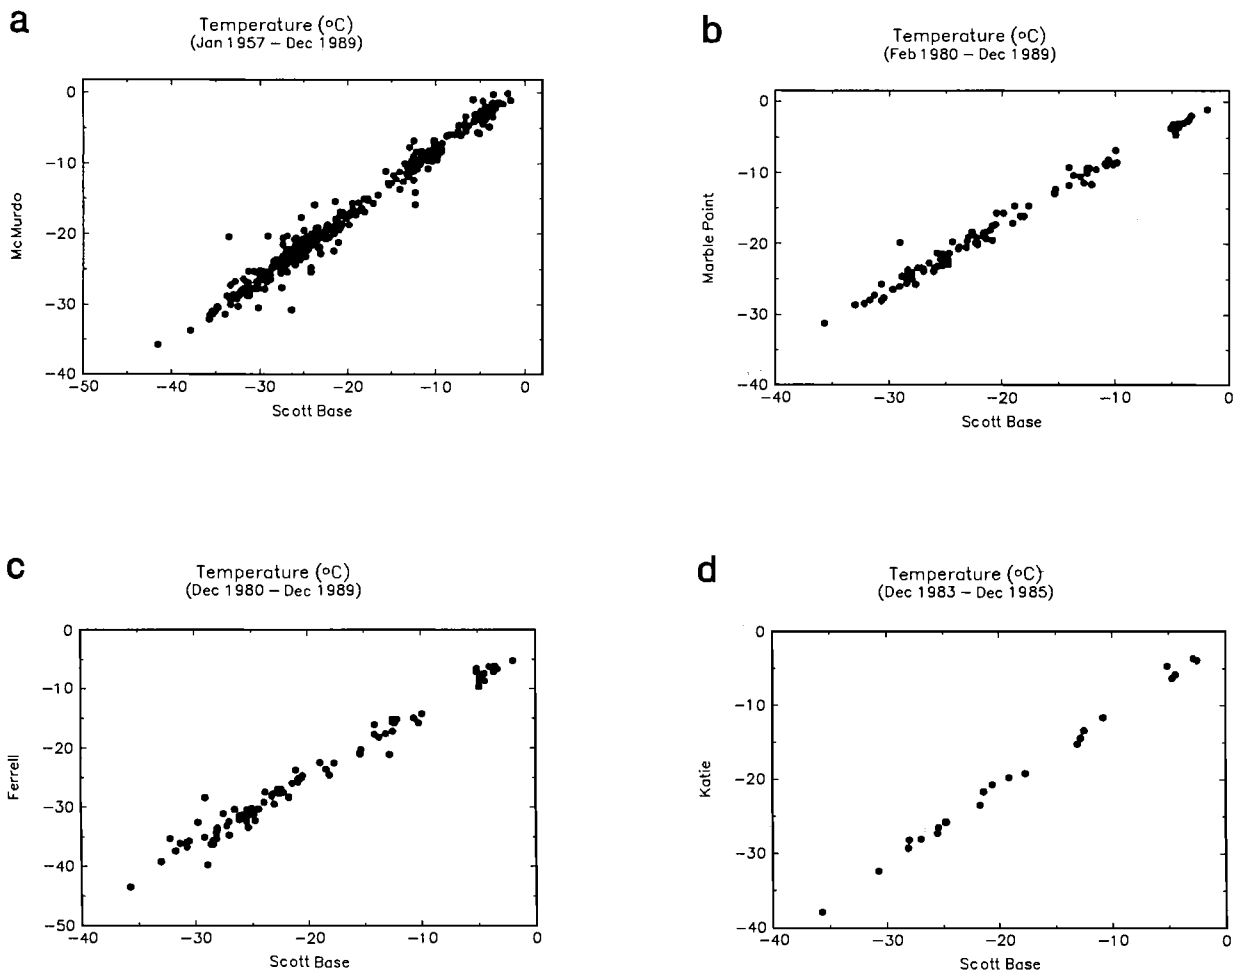 a
Temperature (°C)
(Jan 1957 – Dec 1989)
0
−10
−20
−30
−40
McMurdo
−50
−40
−30
−20
−10
0
Scott Base
b
Temperature (°C)
(Feb 1980 – Dec 1989)
0
−10
−20
−30
−40
Marble Point
−40
−30
−20
−10
0
Scott Base
c
Temperature (°C)
(Dec 1980 – Dec 1989)
0
−10
−20
−30
−40
−50
Ferrell
−40
−30
−20
−10
0
Scott Base
d
Temperature (°C)
(Dec 1983 – Dec 1985)
0
−10
−20
−30
−40
Katie
−40
−30
−20
−10
0
Scott Base